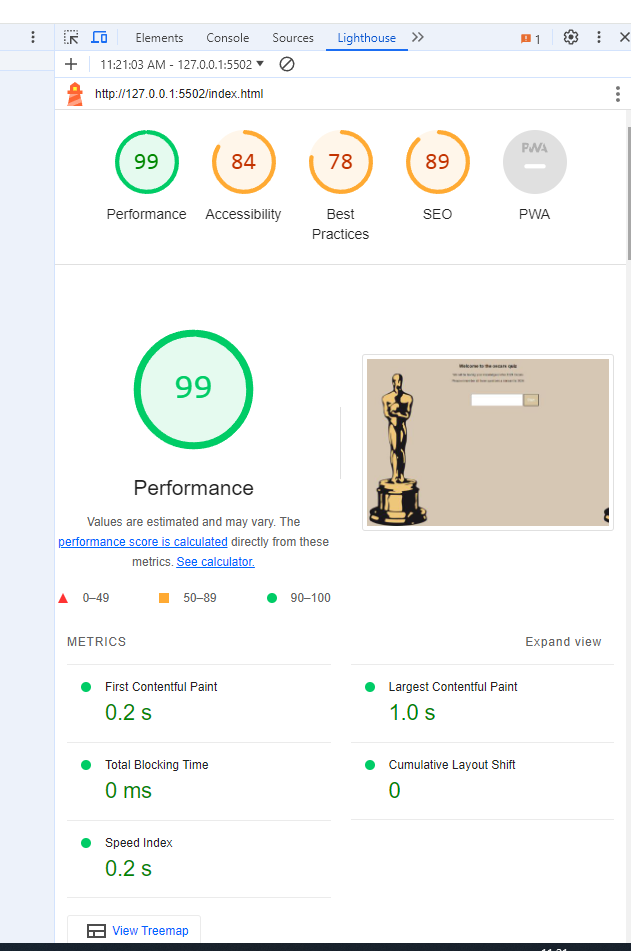 Elements Console Sources Lighthouse 1
11:21:03 AM - 127.0.0.1:5502
http://127.0.0.1:5502/index.html
99 84 78 89 PWA
Performance Accessibility Best Practices SEO PWA
99
Performance
Values are estimated and may vary. The
performance score is calculated directly from these
metrics. See calculator.
Welcome to the oscars quiz
0–49 50–89 90–100
METRICS Expand view
First Contentful Paint
0.2 s
Largest Contentful Paint
1.0 s
Total Blocking Time
0 ms
Cumulative Layout Shift
0
Speed Index
0.2 s
View Treemap